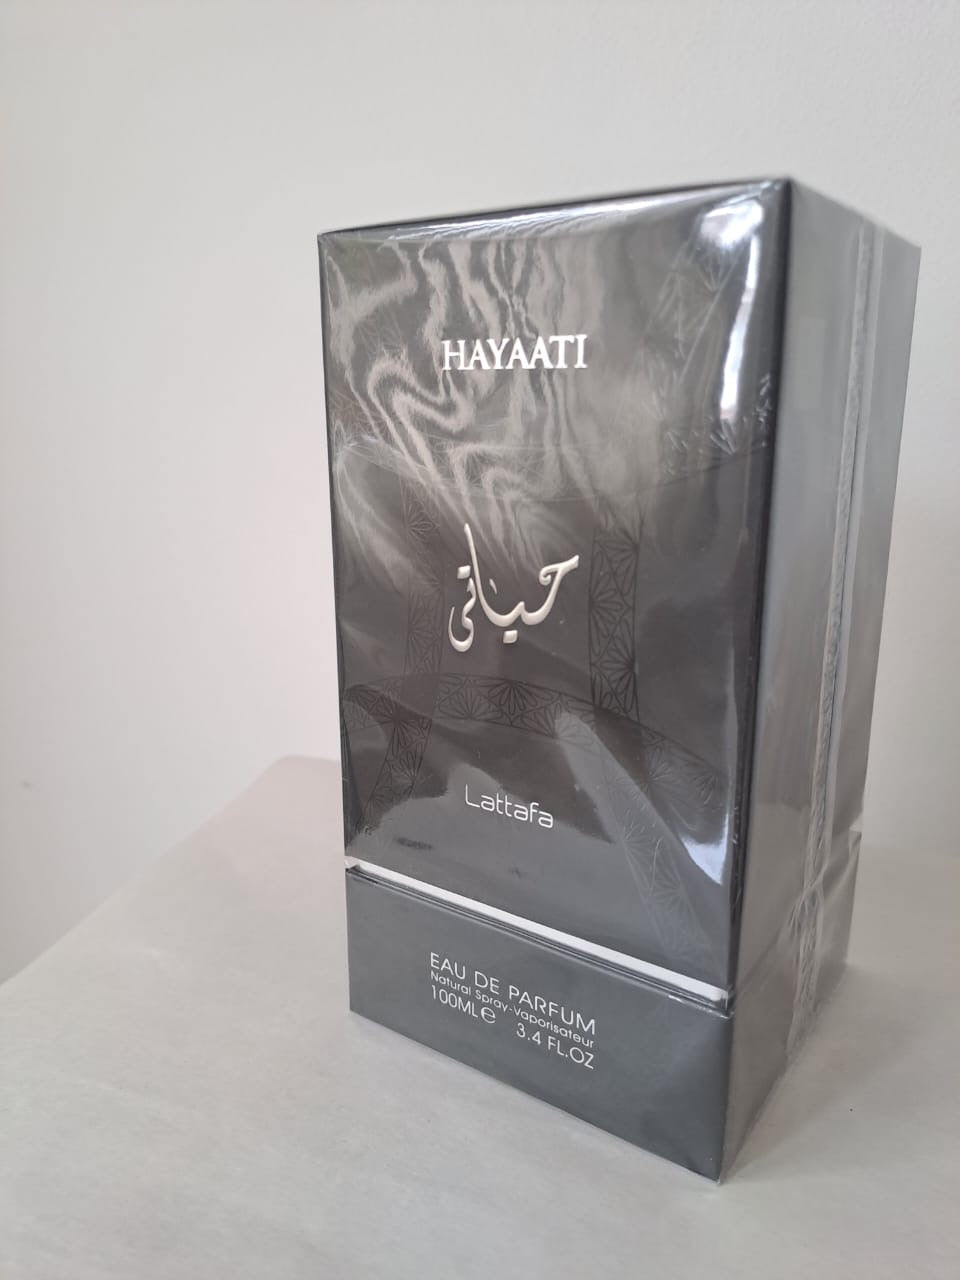 HAYAATI
حياتي
Lattafa
EAU DE PARFUM
Natural Spray-Vaporisateur
100ML℮ 3.4 FL.OZ